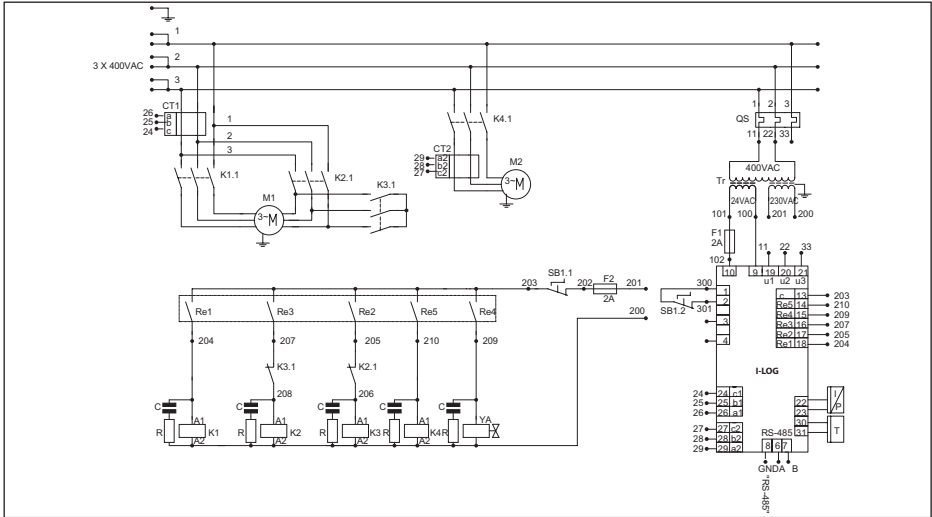 1
2
3 X 400VAC
3
CT1
26 a
25 b
24 c
1
2
3
K1.1
K2.1
K3.1
M1
3~M
K4.1
CT2
29 a2
28 b2
27 c2
M2
3~M
1 2 3
QS
11 22 33
400VAC
Tr
24VAC 230VAC
101 100 201 200
F1
2A
102
11 22 33
10 9 19 20 21
u1 u2 u3
SB1.1
F2
203 202 201
2A
200
300
301
SB1.2
1
2
3
4
c 13 203
Re5 14 210
Re4 15 209
Re3 16 207
Re2 17 205
Re1 18 204
I-LOG
Re1 Re3 Re2 Re5 Re4
204 207 205 210 209
K3.1 K2.1
208 206
C C C C C
A1 A1 A1 A1 YA
R K1 R K2 R K3 R K4 R
A2 A2 A2 A2
24 24 c1
25 25 b1
26 26 a1
27 27 c2
28 28 b2
29 29 a2
22
23
I/P
30
31
T
RS-485
8 6 7
GND A B
"RS-485"